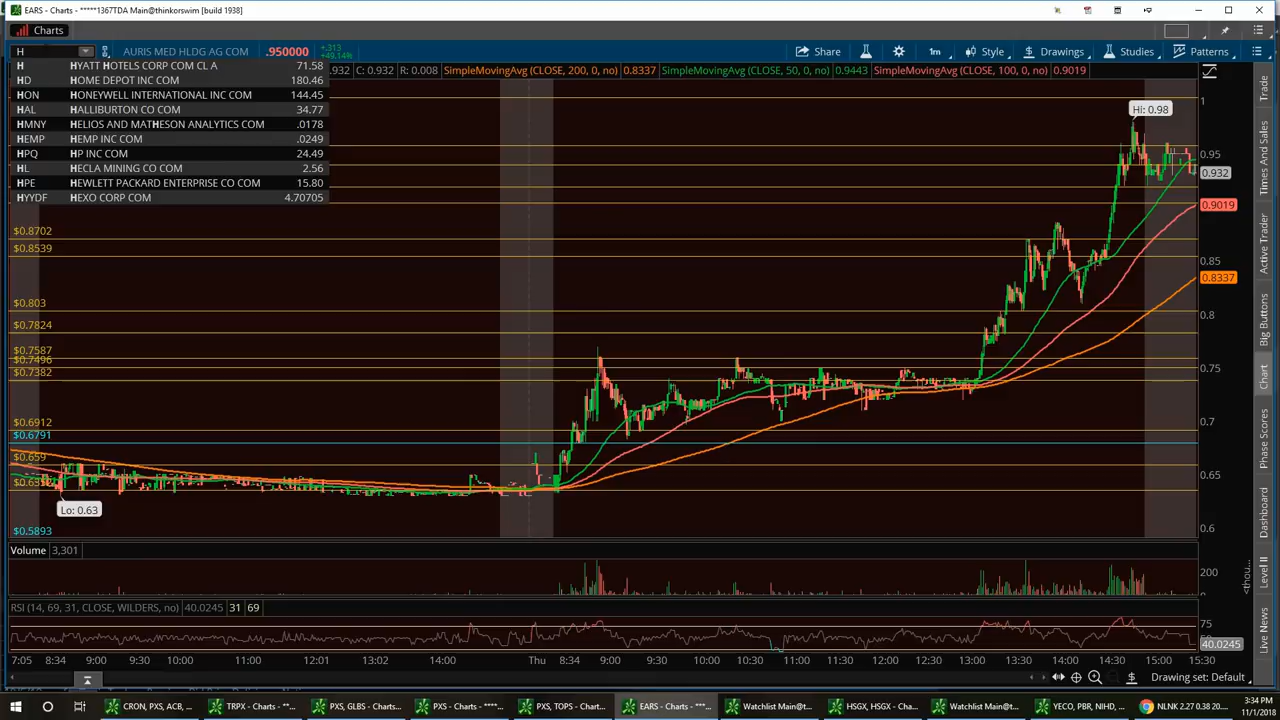 EARS - Charts - *****1367TDA Main@thinkorswim [build 1938]
Charts
H AURIS MED HLDG AG COM .950000 +.313 +49.14% Share 1m Style Drawings Studies Patterns
.932 C: 0.932 R: 0.008 SimpleMovingAvg (CLOSE, 200, 0, no) 0.8337 SimpleMovingAvg (CLOSE, 50, 0, no) 0.9443 SimpleMovingAvg (CLOSE, 100, 0, no) 0.9019
H HYATT HOTELS CORP COM CL A 71.58
HD HOME DEPOT INC COM 180.46
HON HONEYWELL INTERNATIONAL INC COM 144.45
HAL HALLIBURTON CO COM 34.77
HMNY HELIOS AND MATHESON ANALYTICS COM .0178
HEMP HEMP INC COM .0249
HPQ HP INC COM 24.49
HL HECLA MINING CO COM 2.56
HPE HEWLETT PACKARD ENTERPRISE CO COM 15.80
HYYDF HEXO CORP COM 4.70705
Hi: 0.98
Lo: 0.63
$0.8702
$0.8539
$0.803
$0.7824
$0.7587
$0.7496
$0.7382
$0.6912
$0.6791
$0.659
$0.5893
1
0.95
0.932
0.9019
0.85
0.8337
0.8
0.75
0.7
0.65
0.6
Trade
Times And Sales
Active Trader
Big Buttons
Chart
Phase Scores
Dashboard
Level II
Live News
Volume 3,301
200
<thou...
RSI (14, 69, 31, CLOSE, WILDERS, no) 40.0245 31 69
75
40.0245
7:05 8:34 9:00 10:00 11:00 12:01 13:02 14:00 Thu 8:34 9:00 9:30 10:00 10:30 11:00 11:30 12:00 12:30 13:00 13:30 14:00 14:30 15:00 15:30
Drawing set: Default
CRON, PXS, ACB, ... TRPX - Charts - **... PXS, GLBS - Charts... PXS - Charts - ****... PXS,TOPS - Charts... EARS - Charts - ***... Watchlist Main@t... HSGX, HSGX - Cha... Watchlist Main@t... YECO, PBR, NIHD, ... NLNK 2.27 0.38 20...
3:34 PM
11/1/2018